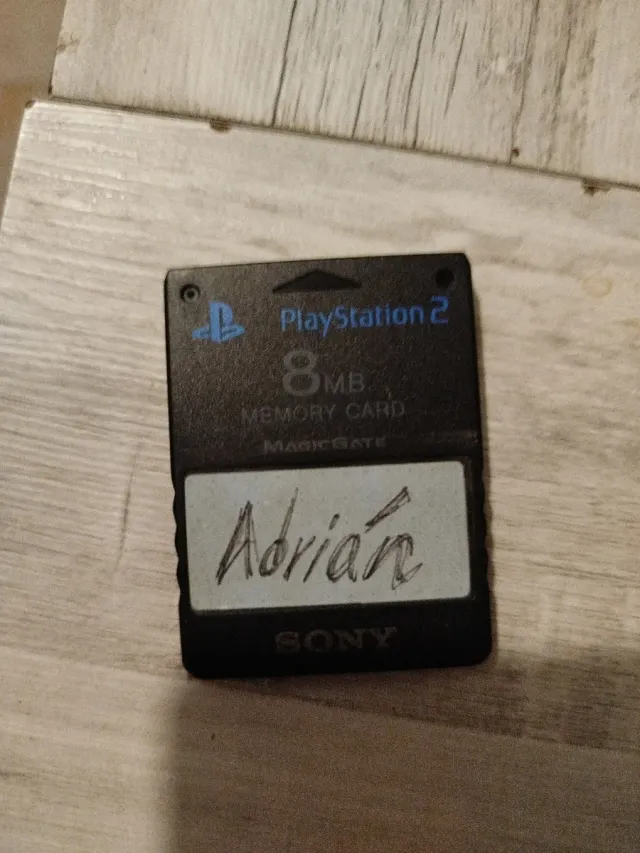 PlayStation 2
8MB
MEMORY CARD
MAGICGATE
Adrián
SONY